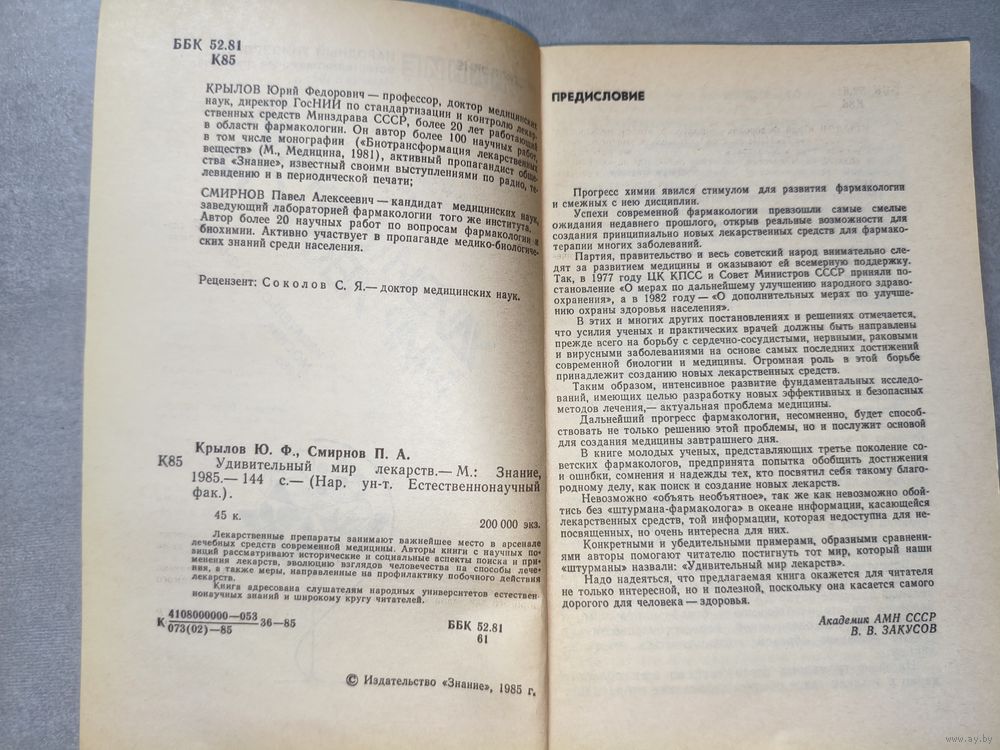 ББК 52.81
К85
КРЫЛОВ Юрий Федорович — профессор, доктор медицинских
наук, директор ГосНИИ по стандартизации и контролю лекар-
ственных средств Минздрава СССР, более 20 лет работающий
в области фармакологии. Он автор более 100 научных работ,
в том числе монографии («Биотрансформация лекарственных
веществ» (М., Медицина, 1981), активный пропагандист обще-
ства «Знание», известный своими выступлениями по радио, те-
левидению и в периодической печати;
СМИРНОВ Павел Алексеевич — кандидат медицинских наук,
заведующий лабораторией фармакологии того же института.
Автор более 20 научных работ по вопросам фармакологии и
биохимии. Активно участвует в пропаганде медико-биологиче-
ских знаний среди населения.
Рецензент: Соколов С. Я.— доктор медицинских наук.
Крылов Ю. Ф., Смирнов П. А.
К85 Удивительный мир лекарств.— М.: Знание,
1985.— 144 с.— (Нар. ун-т. Естественнонаучный
фак.).
45 к. 200 000 экз.
Лекарственные препараты занимают важнейшее место в арсенале
лечебных средств современной медицины. Авторы книги с научных по-
зиций рассматривают исторические и социальные аспекты поиска и при-
менения лекарств, эволюцию взглядов человечества на способы лече-
ния, а также меры, направленные на профилактику побочного действия
лекарств.
Книга адресована слушателям народных университетов естествен-
нонаучных знаний и широкому кругу читателей.
К 4108000000—053 36—85 ББК 52.81
073(02)—85 61
© Издательство «Знание», 1985 г.
ПРЕДИСЛОВИЕ
Прогресс химии явился стимулом для развития фармакологии
и смежных с нею дисциплин.
Успехи современной фармакологии превзошли самые смелые
ожидания недавнего прошлого, открыв реальные возможности для
создания принципиально новых лекарственных средств для фармако-
терапии многих заболеваний.
Партия, правительство и весь советский народ внимательно сле-
дят за развитием медицины и оказывают ей всемерную поддержку.
Так, в 1977 году ЦК КПСС и Совет Министров СССР приняли по-
становление «О мерах по дальнейшему улучшению народного здраво-
охранения», а в 1982 году — «О дополнительных мерах по улучше-
нию охраны здоровья населения».
В этих и многих других постановлениях и решениях отмечается,
что усилия ученых и практических врачей должны быть направлены
прежде всего на борьбу с сердечно-сосудистыми, нервными, раковыми
и вирусными заболеваниями на основе самых последних достижений
современной биологии и медицины. Огромная роль в этой борьбе
принадлежит созданию новых лекарственных средств.
Таким образом, интенсивное развитие фундаментальных исследо-
ваний, имеющих целью разработку новых эффективных и безопасных
методов лечения,— актуальная проблема медицины.
Дальнейший прогресс фармакологии, несомненно, будет способ-
ствовать не только решению этой проблемы, но и послужит основой
для создания медицины завтрашнего дня.
В книге молодых ученых, представляющих третье поколение со-
ветских фармакологов, предпринята попытка обобщить достижения
и ошибки, сомнения и надежды тех, кто посвятил себя такому благо-
родному делу, как поиск и создание новых лекарств.
Невозможно «объять необъятное», так же как невозможно обой-
тись без «штурмана-фармаколога» в океане информации, касающейся
лекарственных средств, той информации, которая недоступна для не-
посвященных, но очень интересна для них.
Конкретными и убедительными примерами, образными сравнени-
ями авторы помогают читателю постигнуть тот мир, который наши
«штурманы» назвали: «Удивительный мир лекарств».
Надо надеяться, что предлагаемая книга окажется для читателя
не только интересной, но и полезной, поскольку она касается самого
дорогого для человека — здоровья.
Академик АМН СССР
В. В. ЗАКУСОВ
www.ay.by